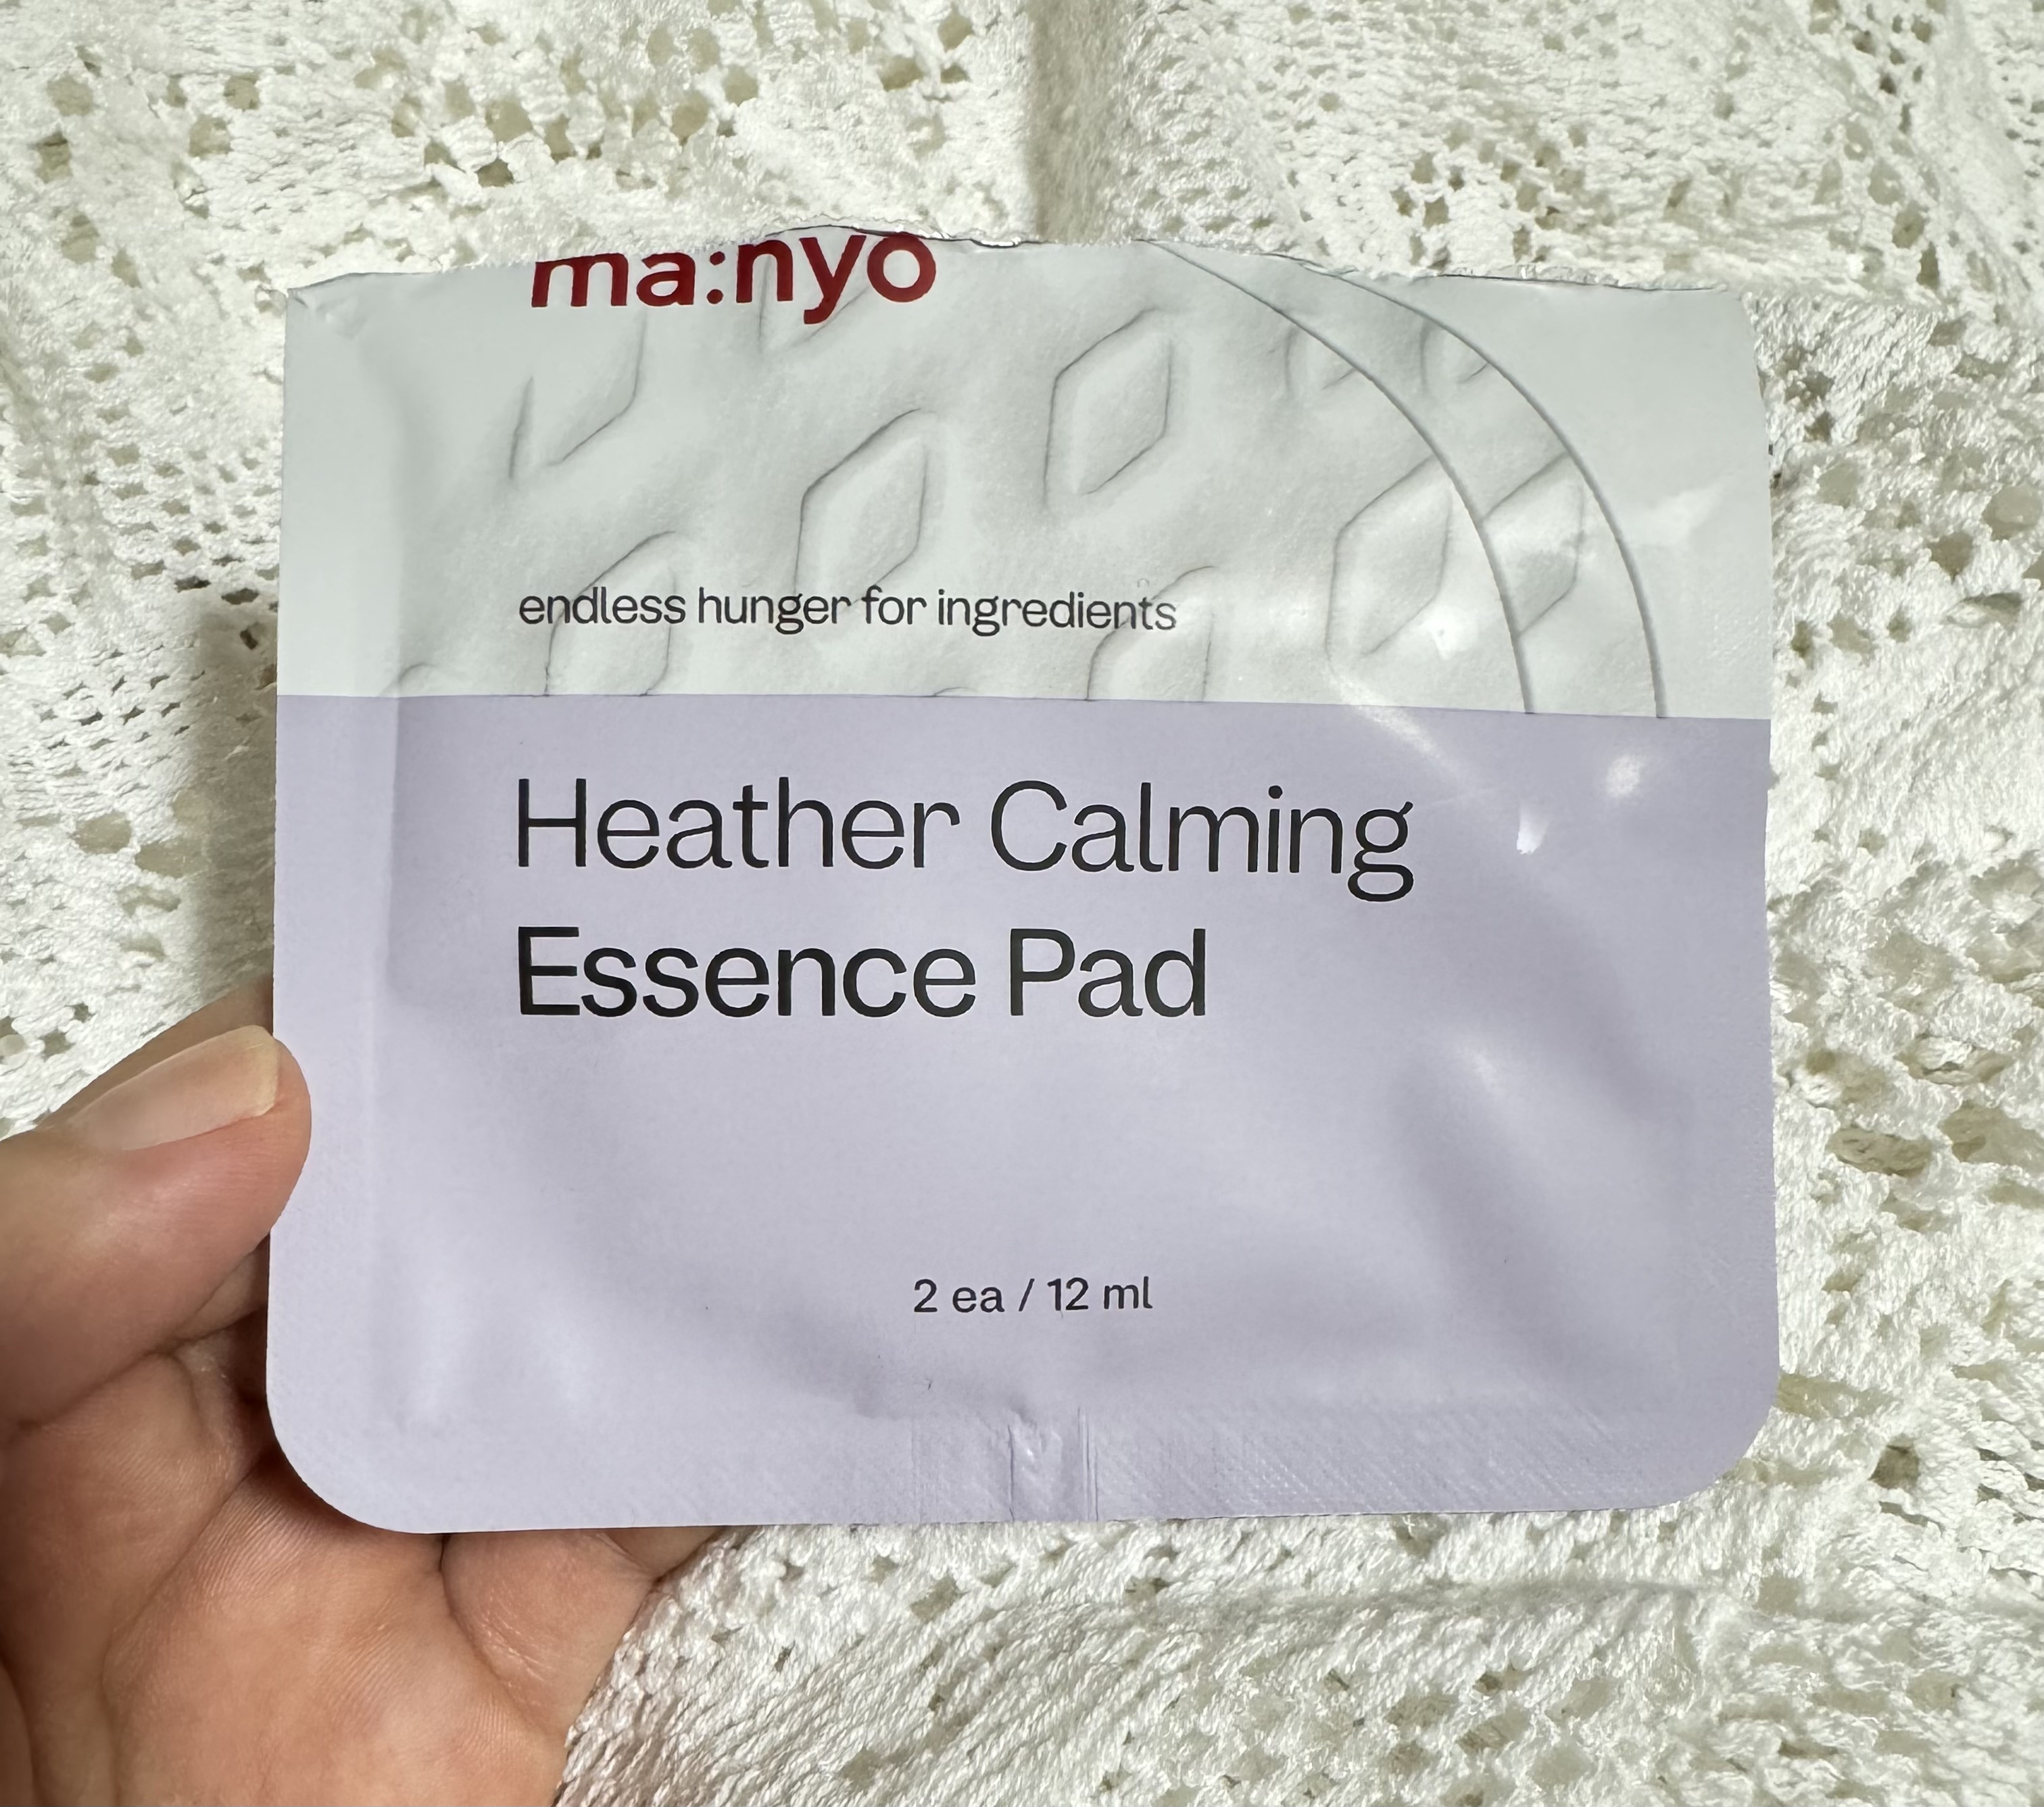 ma:nyo
endless hunger for ingredients
Heather Calming
Essence Pad
2 ea / 12 ml